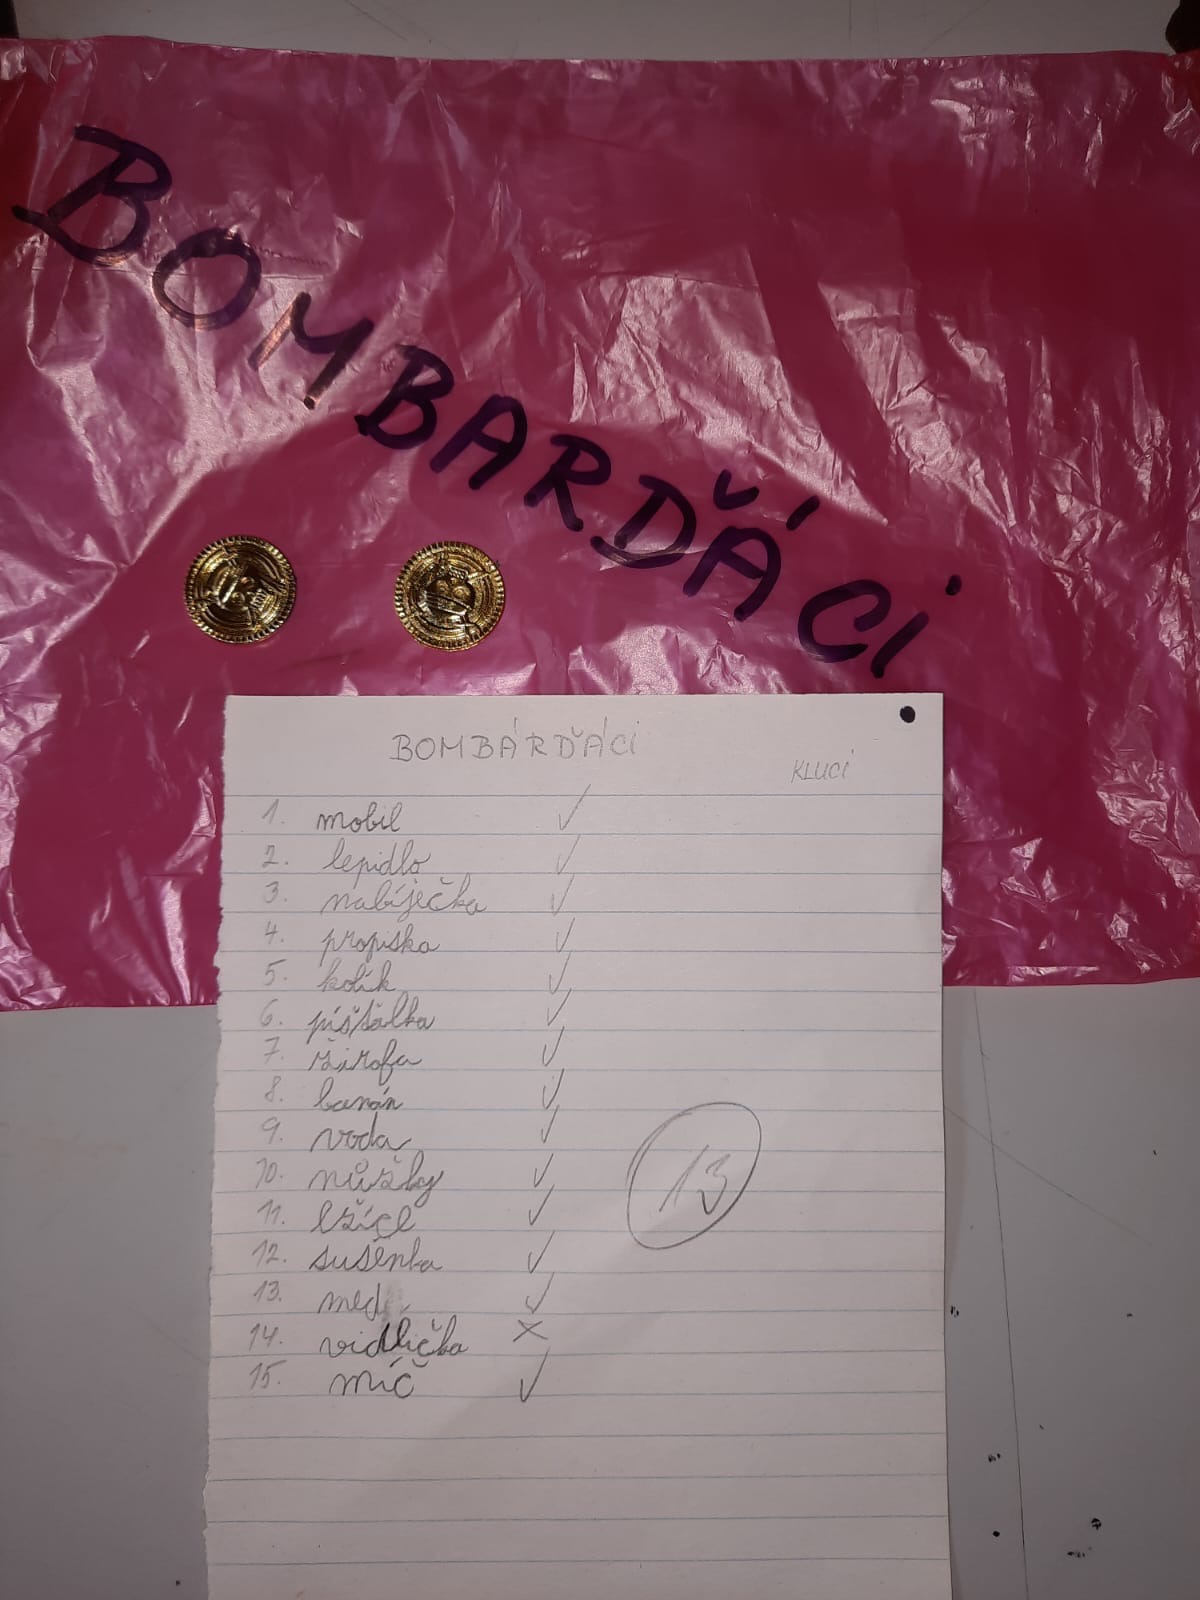 BOMBARĎÁCI
BOMBÁRĎÁCI
KLUCI
1. mobil ✓
2. lepidlo ✓
3. nabíječka ✓
4. propiska ✓
5. kolík ✓
6. píšťalka ✓
7. žirafa ✓
8. banán ✓
9. voda ✓
10. nůžky ✓
11. lžíce ✓
12. sušenka ✓
13. med ✓
14. vidlička ✗
15. míč ✓
13